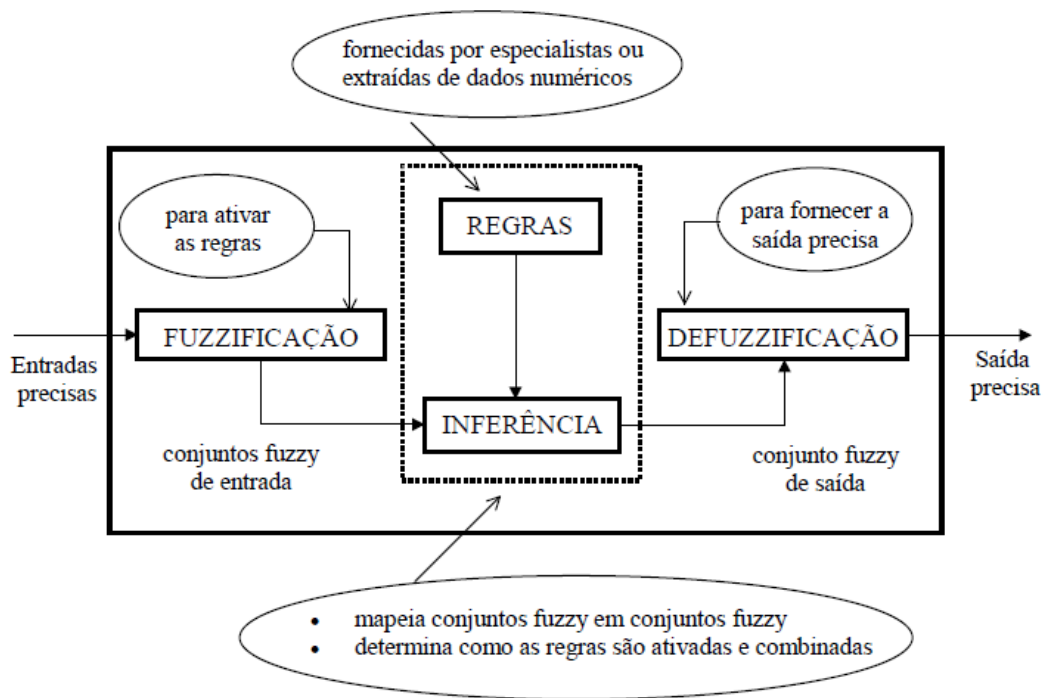 fornecidas por especialistas ou
extraídas de dados numéricos
para ativar
as regras
REGRAS
para fornecer a
saída precisa
FUZZIFICAÇÃO
DEFUZZIFICAÇÃO
Entradas
precisas
Saída
precisa
INFERÊNCIA
conjuntos fuzzy
de entrada
conjunto fuzzy
de saída
• mapeia conjuntos fuzzy em conjuntos fuzzy
• determina como as regras são ativadas e combinadas